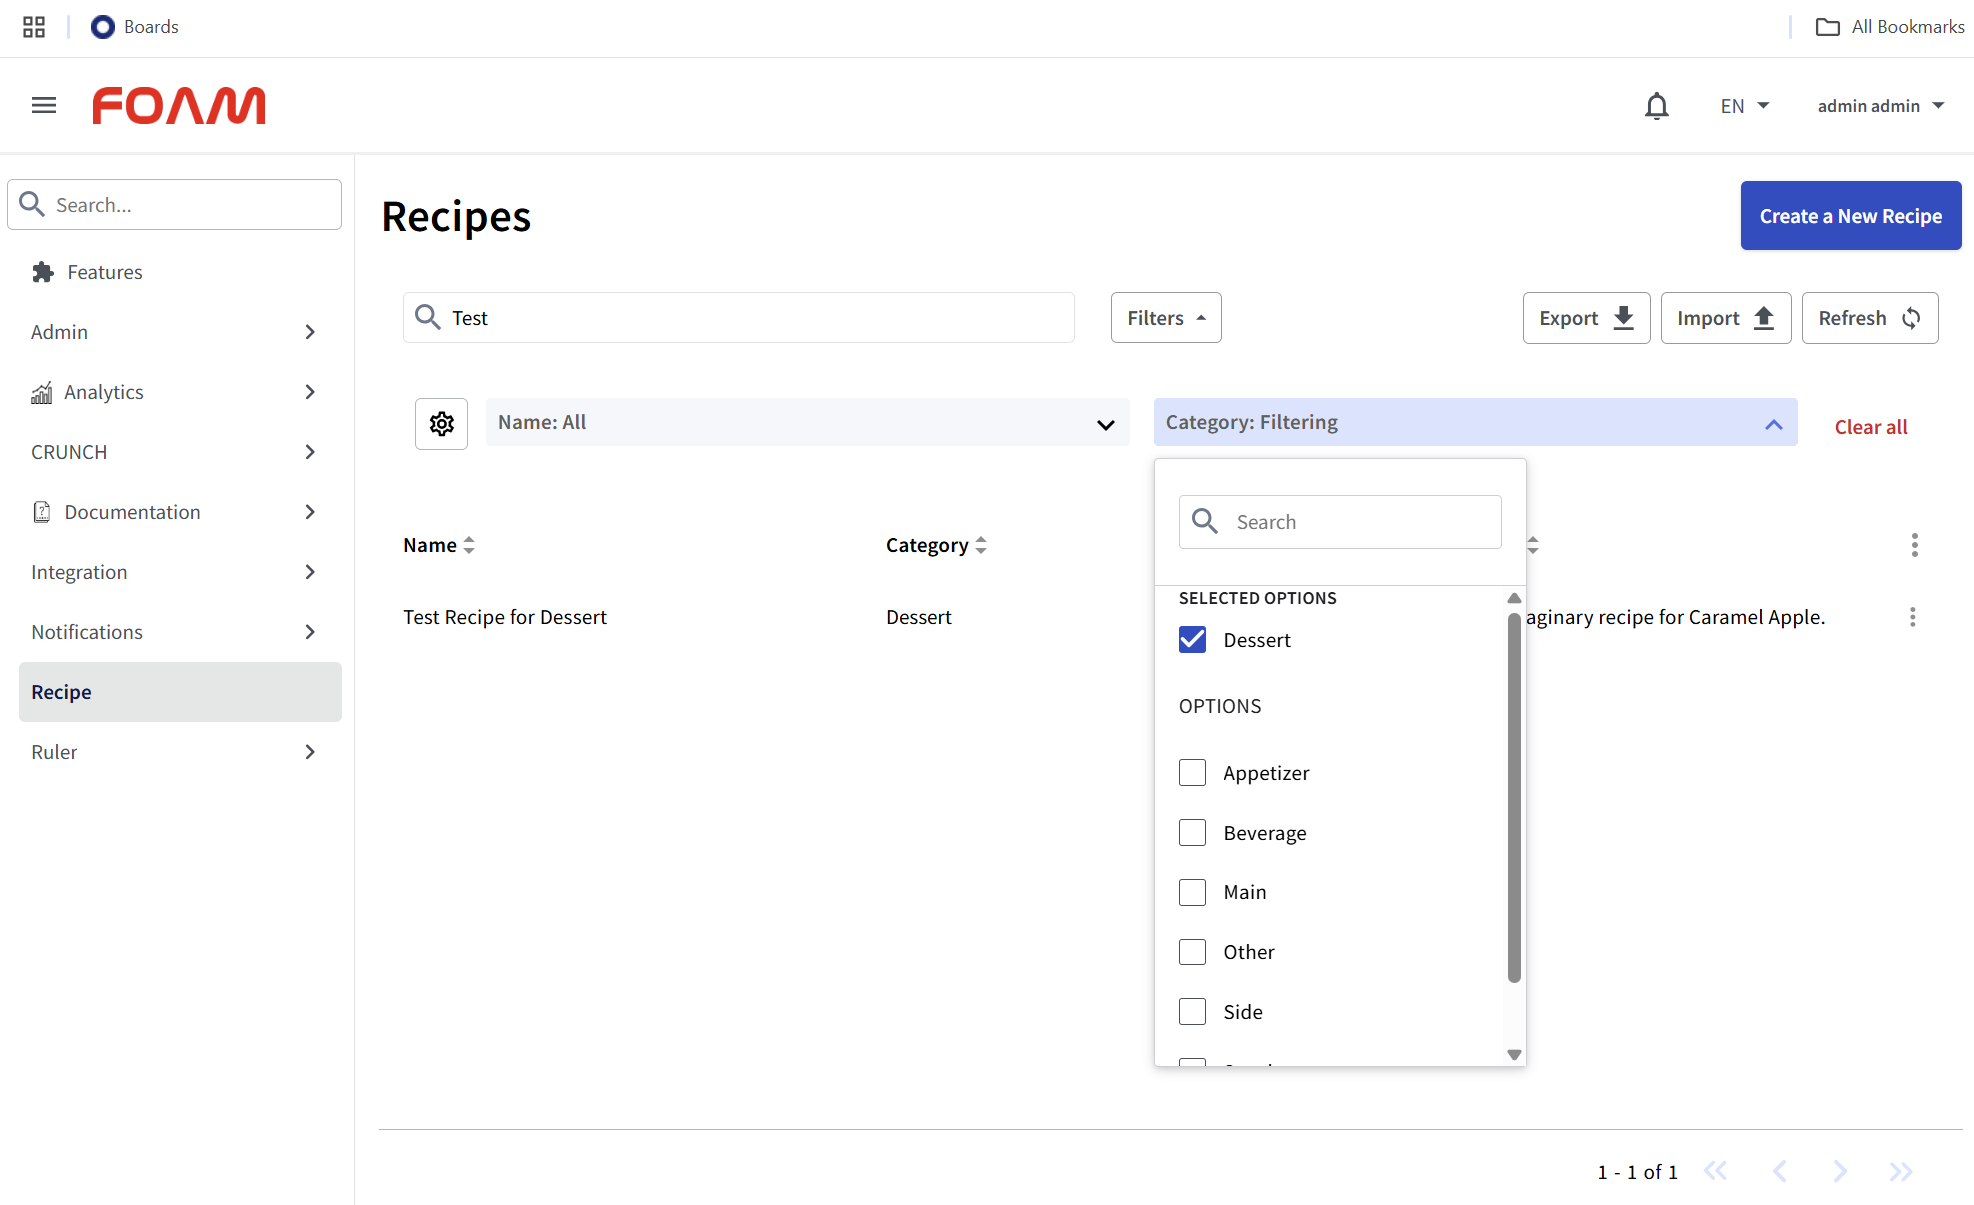 Boards
All Bookmarks
FOAM
EN
admin admin
Search...
Features
Admin
Analytics
CRUNCH
Documentation
Integration
Notifications
Recipe
Ruler
Recipes
Create a New Recipe
Test
Filters
Export
Import
Refresh
Name: All
Category: Filtering
Clear all
Search
Name
Category
SELECTED OPTIONS
Test Recipe for Dessert
Dessert
aginary recipe for Caramel Apple.
Dessert
OPTIONS
Appetizer
Beverage
Main
Other
Side
1 - 1 of 1